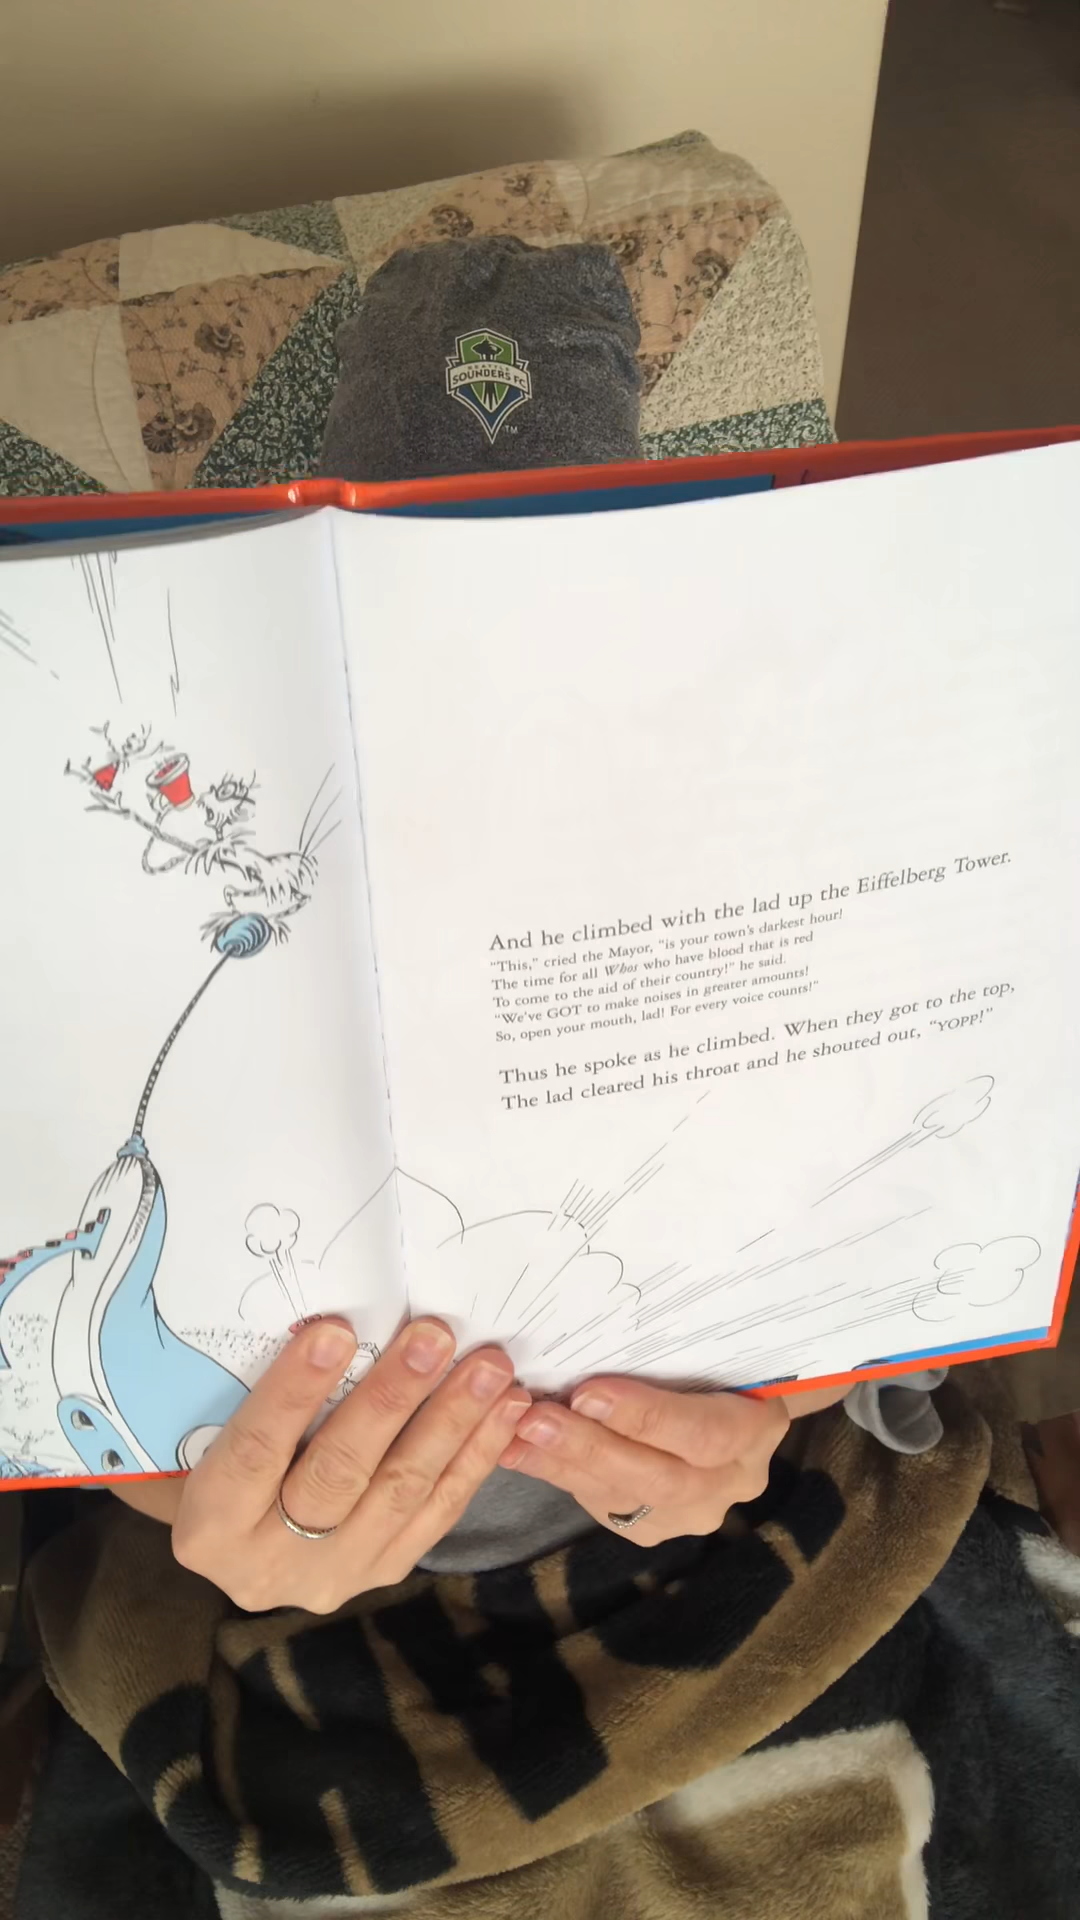 SEATTLE
SOUNDERS FC
TM
And he climbed with the lad up the Eiffelberg Tower.
"This," cried the Mayor, "is your town's darkest hour!
The time for all Whos who have blood that is red
To come to the aid of their country!" he said.
"We've GOT to make noises in greater amounts!
So, open your mouth, lad! For every voice counts!"
Thus he spoke as he climbed. When they got to the top,
The lad cleared his throat and he shouted out, "YOPP!"